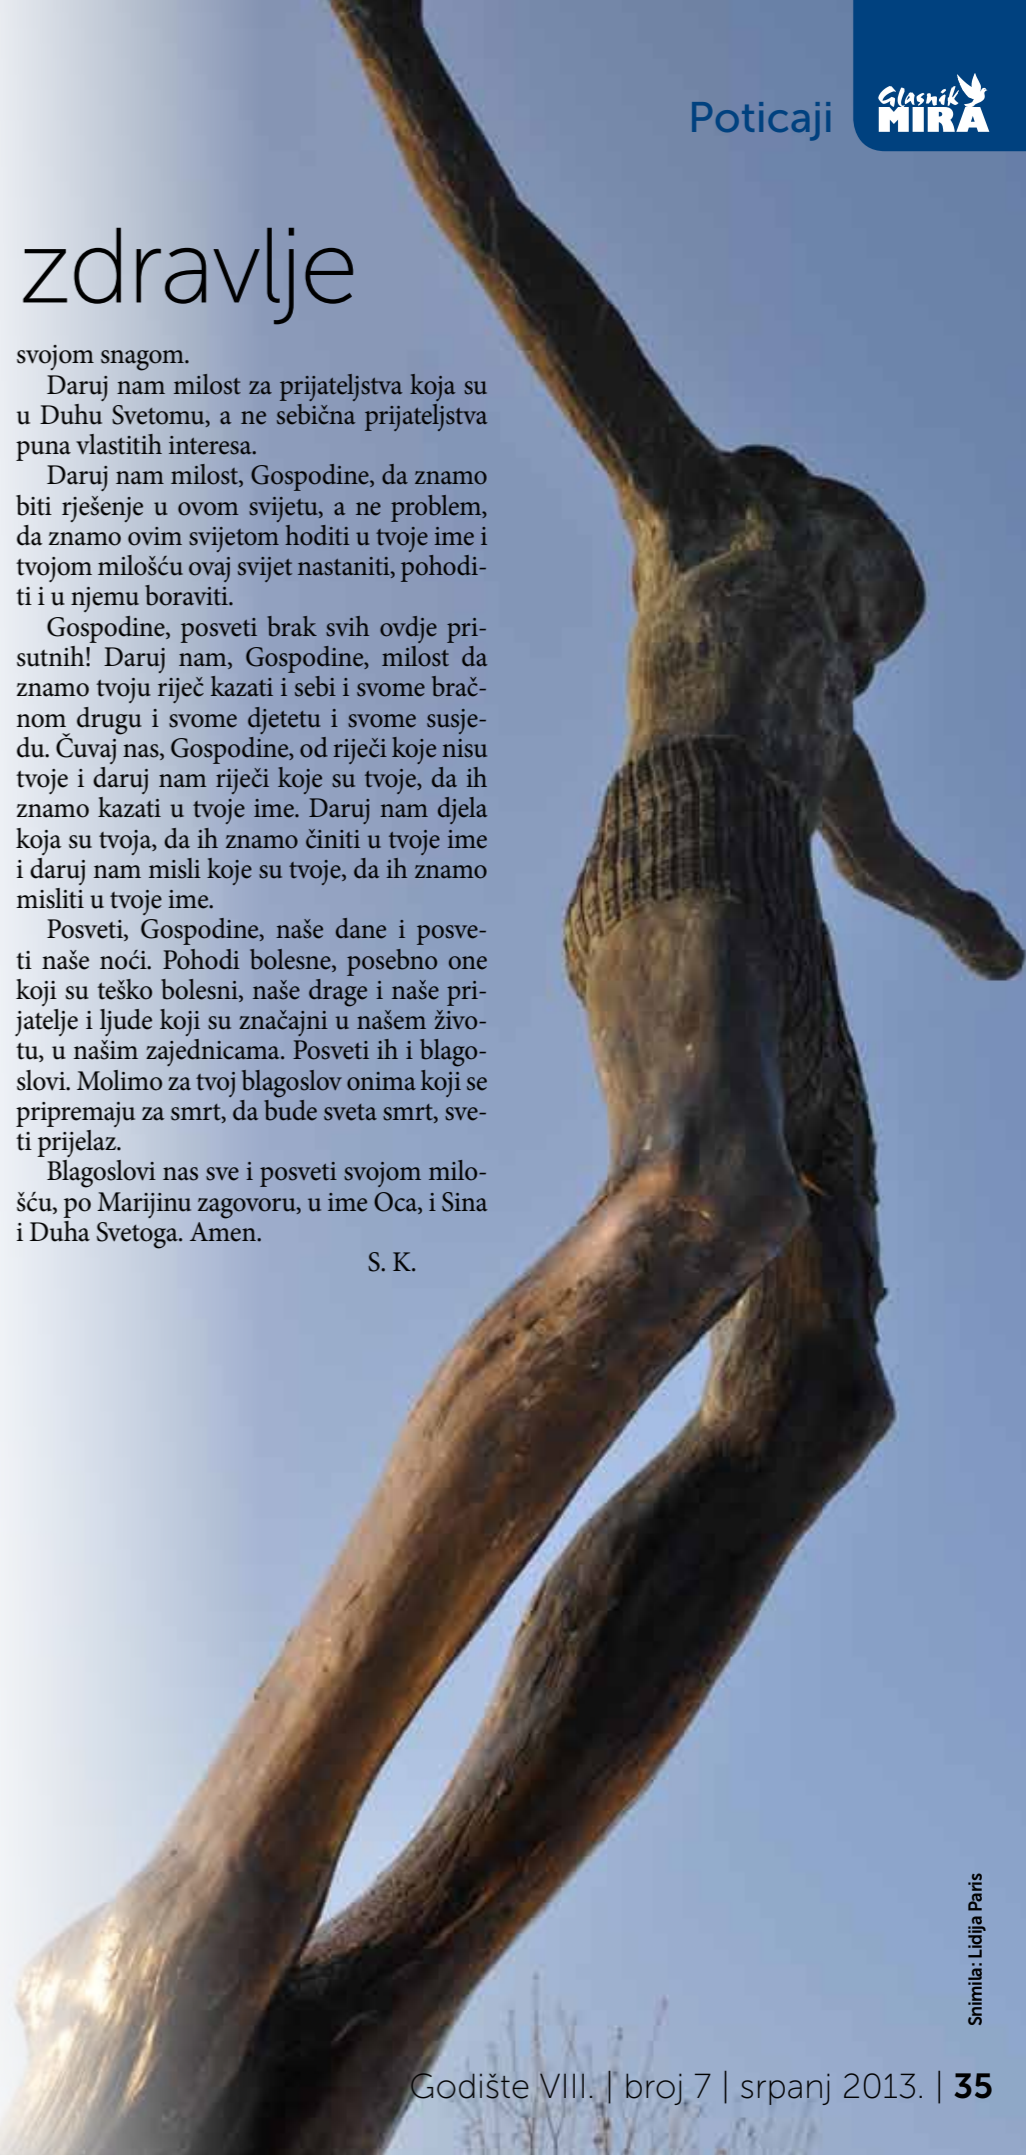 Poticaji
Glasnik
MIRA
zdravlje
svojom snagom.
Daruj nam milost za prijateljstva koja su
u Duhu Svetomu, a ne sebična prijateljstva
puna vlastitih interesa.
Daruj nam milost, Gospodine, da znamo
biti rješenje u ovom svijetu, a ne problem,
da znamo ovim svijetom hoditi u tvoje ime i
tvojom milošću ovaj svijet nastaniti, pohodi-
ti i u njemu boraviti.
Gospodine, posveti brak svih ovdje pri-
sutnih! Daruj nam, Gospodine, milost da
znamo tvoju riječ kazati i sebi i svome brač-
nom drugu i svome djetetu i svome susje-
du. Čuvaj nas, Gospodine, od riječi koje nisu
tvoje i daruj nam riječi koje su tvoje, da ih
znamo kazati u tvoje ime. Daruj nam djela
koja su tvoja, da ih znamo činiti u tvoje ime
i daruj nam misli koje su tvoje, da ih znamo
misliti u tvoje ime.
Posveti, Gospodine, naše dane i posve-
ti naše noći. Pohodi bolesne, posebno one
koji su teško bolesni, naše drage i naše pri-
jatelje i ljude koji su značajni u našem živo-
tu, u našim zajednicama. Posveti ih i blago-
slovi. Molimo za tvoj blagoslov onima koji se
pripremaju za smrt, da bude sveta smrt, sve-
ti prijelaz.
Blagoslovi nas sve i posveti svojom milo-
šću, po Marijinu zagovoru, u ime Oca, i Sina
i Duha Svetoga. Amen.
S. K.
Snimila: Lidija Paris
Godište VIII. | broj 7 | srpanj 2013. | 35